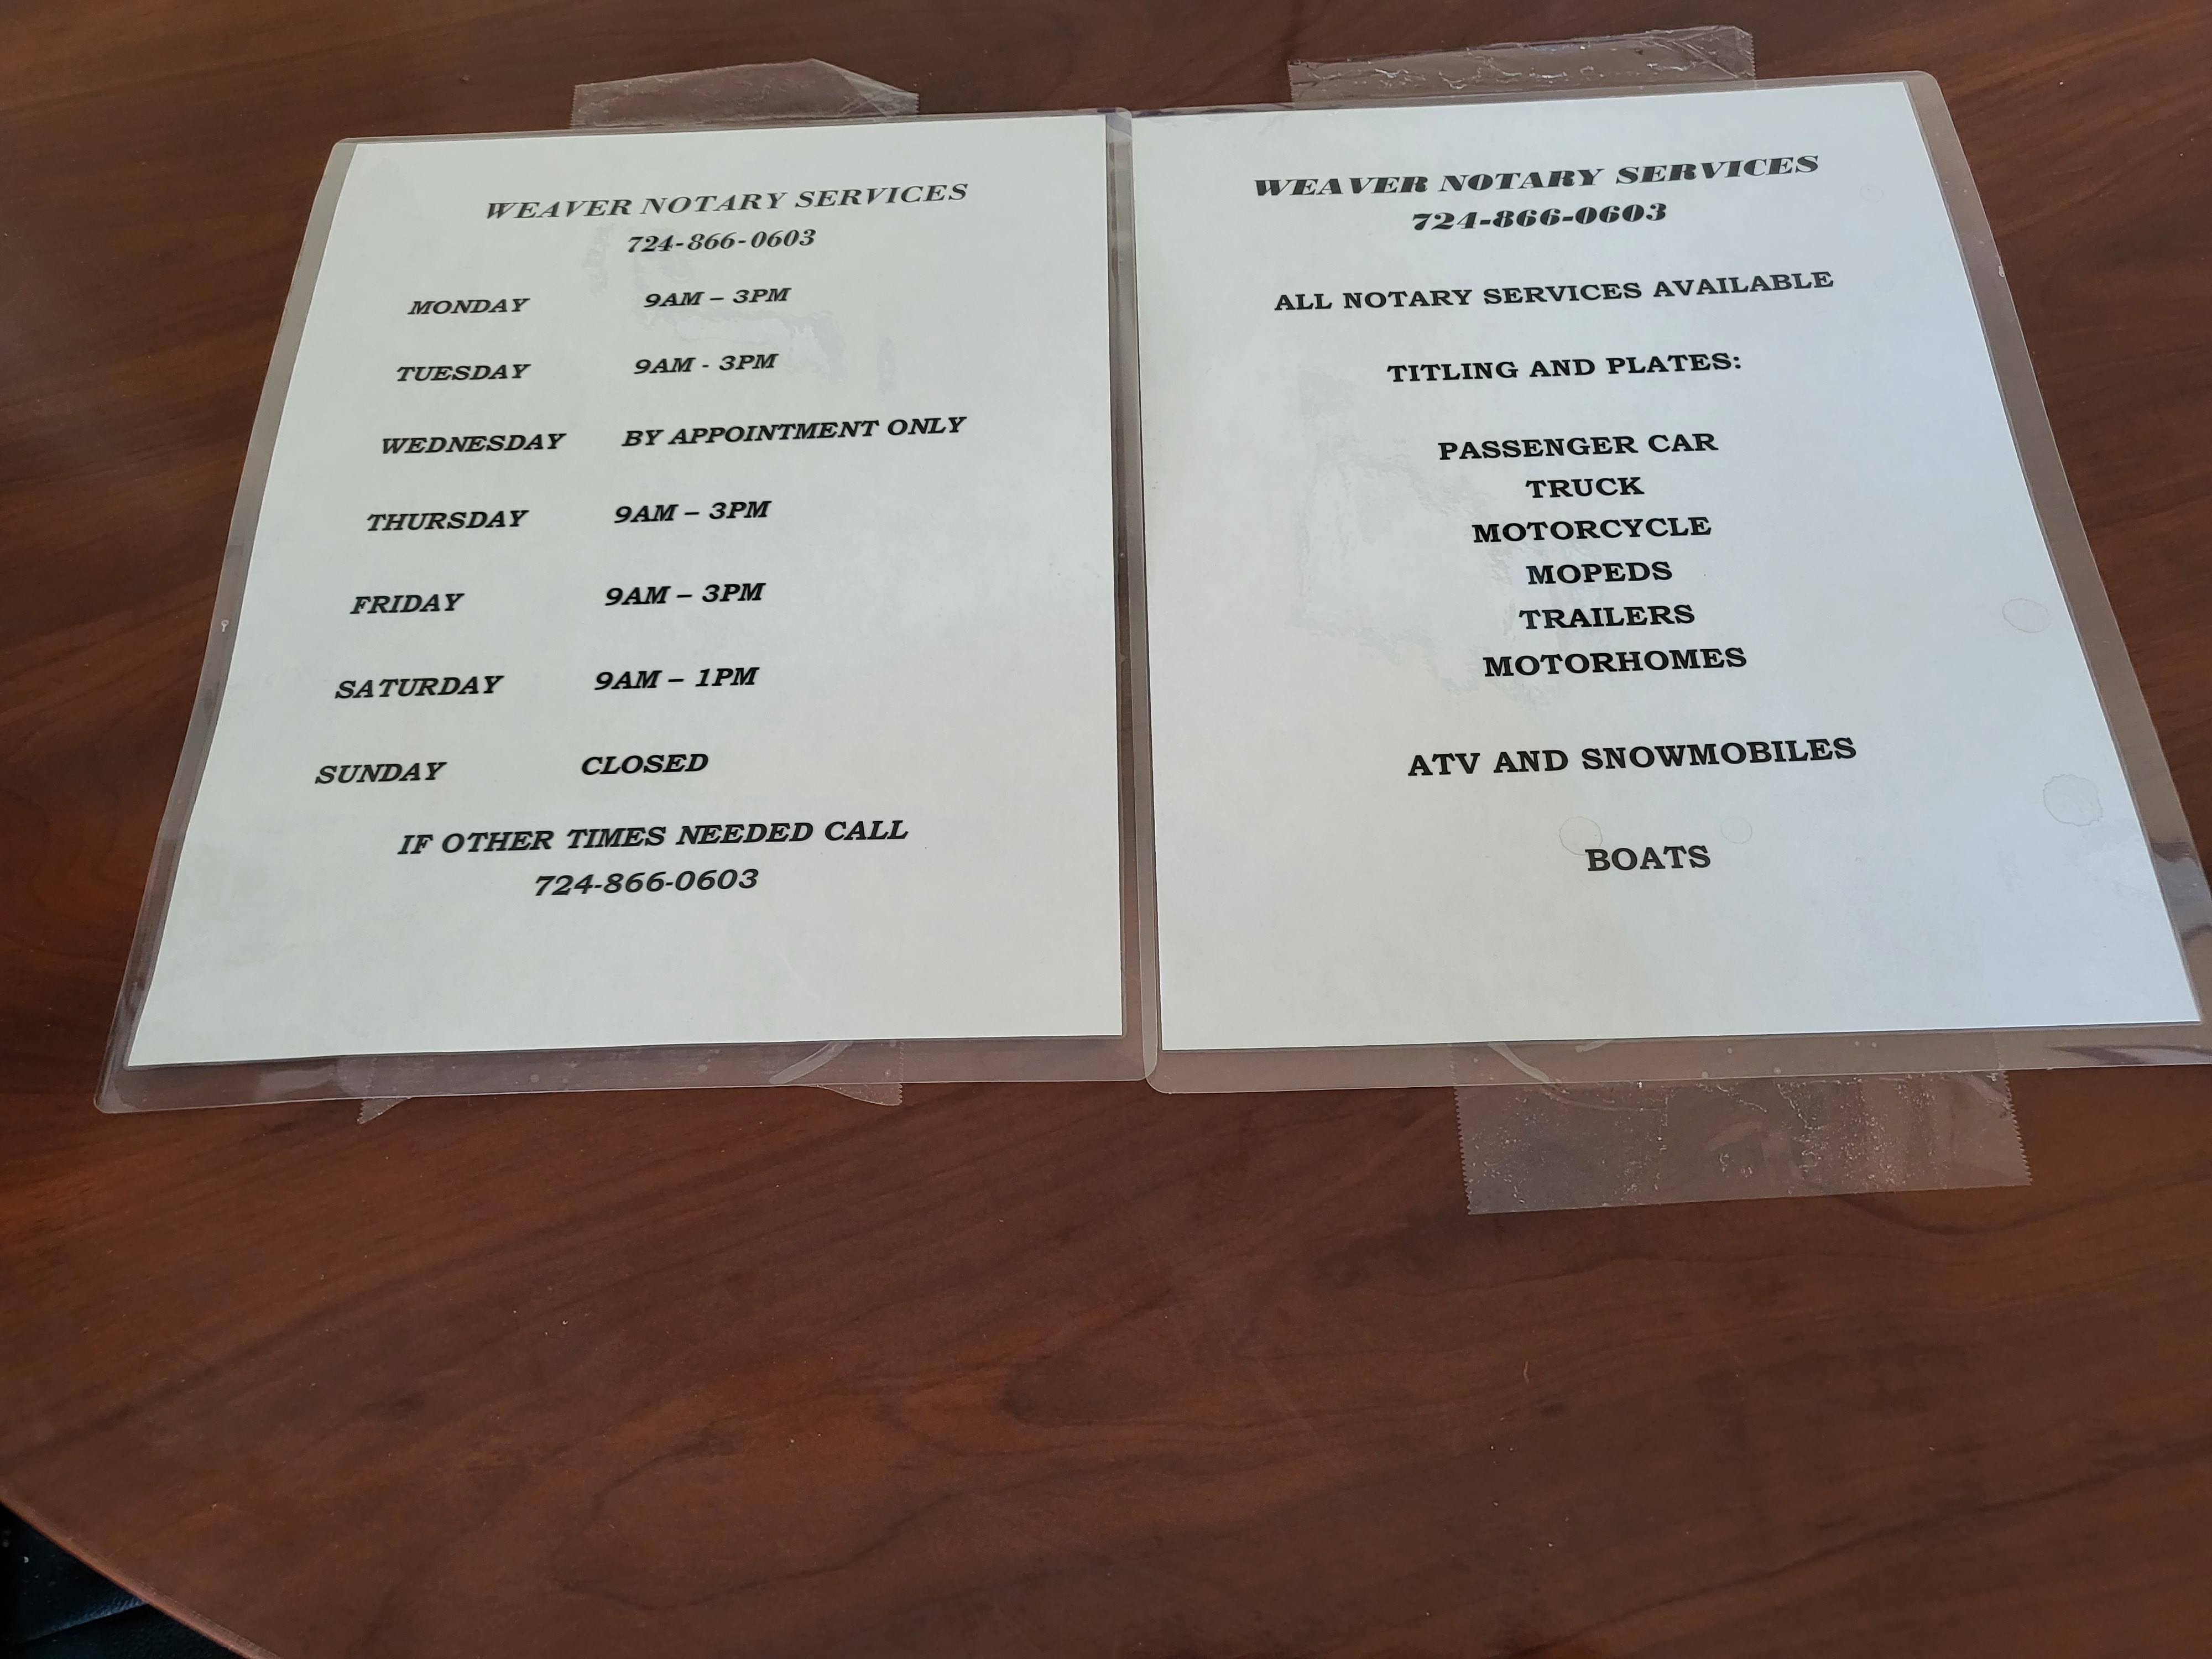 WEAVER NOTARY SERVICES
724-866-0603
MONDAY 9AM – 3PM
TUESDAY 9AM - 3PM
WEDNESDAY BY APPOINTMENT ONLY
THURSDAY 9AM – 3PM
FRIDAY 9AM – 3PM
SATURDAY 9AM – 1PM
SUNDAY CLOSED
IF OTHER TIMES NEEDED CALL
724-866-0603
WEAVER NOTARY SERVICES
724-866-0603
ALL NOTARY SERVICES AVAILABLE
TITLING AND PLATES:
PASSENGER CAR
TRUCK
MOTORCYCLE
MOPEDS
TRAILERS
MOTORHOMES
ATV AND SNOWMOBILES
BOATS